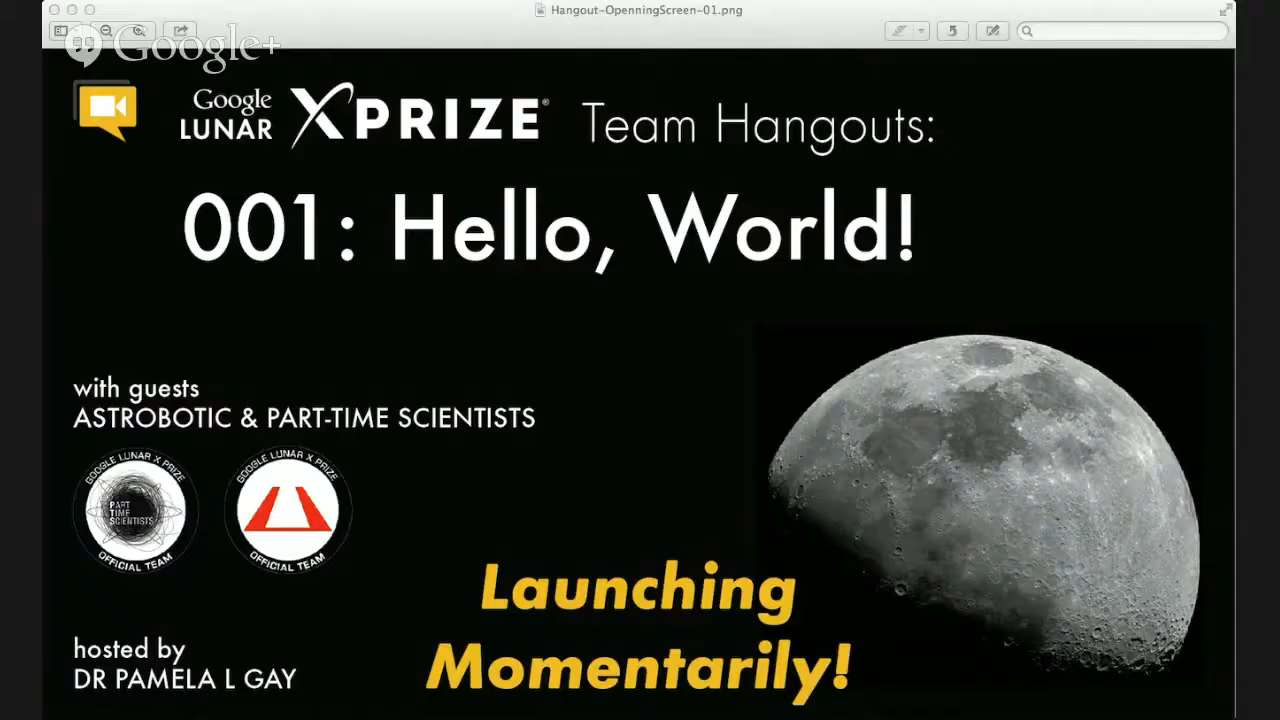 Hangout-OpenningScreen-01.png
Google+
Google
LUNAR XPRIZE® Team Hangouts:
001: Hello, World!
with guests
ASTROBOTIC & PART-TIME SCIENTISTS
GOOGLE LUNAR X PRIZE
PART
TIME
SCIENTISTS
OFFICIAL TEAM
GOOGLE LUNAR X PRIZE
OFFICIAL TEAM
Launching
Momentarily!
hosted by
DR PAMELA L GAY